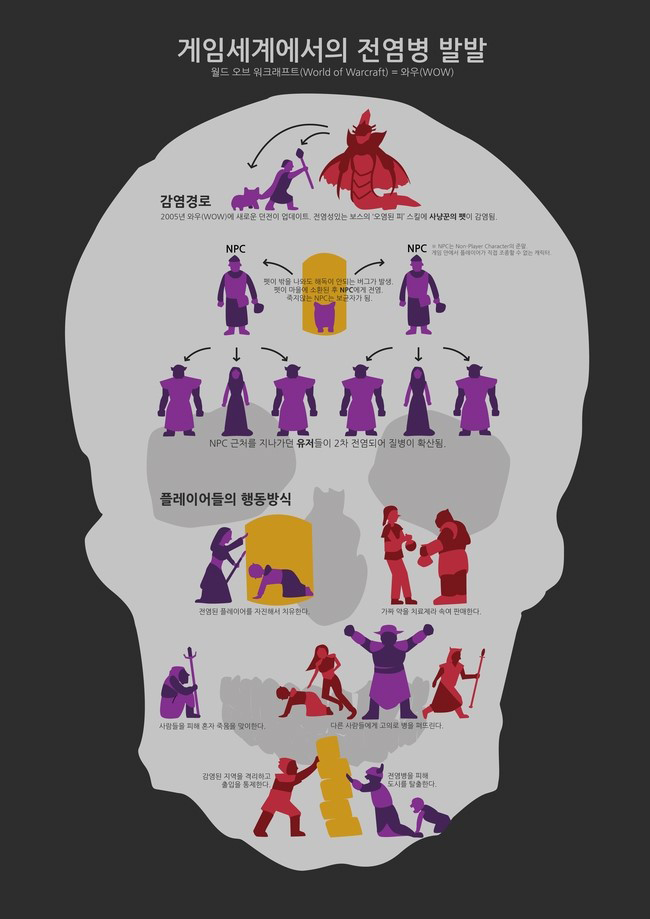 게임세계에서의 전염병 발발
월드 오브 워크래프트(World of Warcraft) = 와우(WOW)
감염경로
2005년 와우(WOW)에 새로운 던전이 업데이트. 전염성있는 보스의 '오염된 피' 스킬에 사냥꾼의 펫이 감염됨.
NPC
NPC
※ NPC는 Non-Player Character의 준말.
게임 안에서 플레이어가 직접 조종할 수 없는 캐릭터.
펫이 밖을 나와도 해독이 안되는 버그가 발생.
펫이 마을에 소환된 후 NPC에게 전염.
죽지않는 NPC는 보균자가 됨.
NPC 근처를 지나가던 유저들이 2차 전염되어 질병이 확산됨.
플레이어들의 행동방식
전염된 플레이어를 자진해서 치유한다.
가짜 약을 치료제라 속여 판매한다.
사람들을 피해 혼자 죽음을 맞이한다.
다른 사람들에게 고의로 병을 퍼뜨린다.
감염된 지역을 격리하고
출입을 통제한다.
전염병을 피해
도시를 탈출한다.